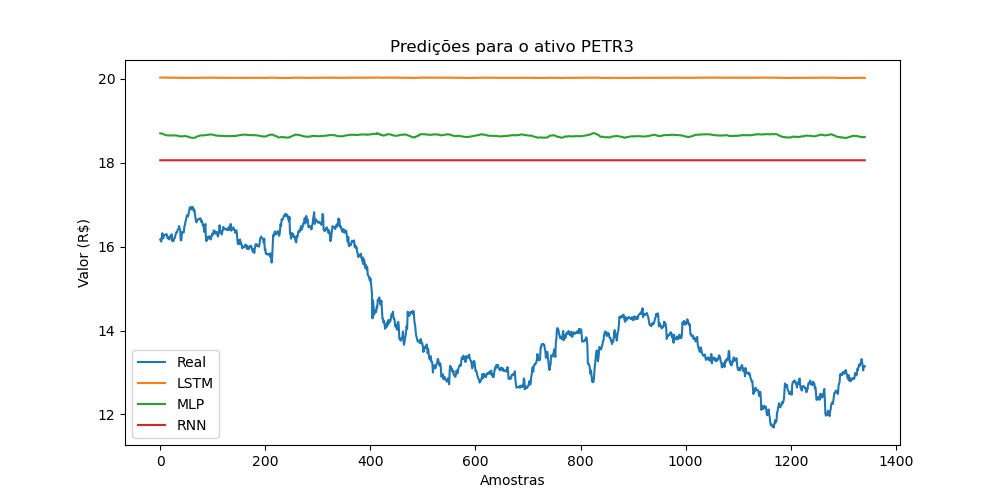 Predições para o ativo PETR3
Valor (R$)
20
18
16
14
12
Real
LSTM
MLP
RNN
0 200 400 600 800 1000 1200 1400
Amostras